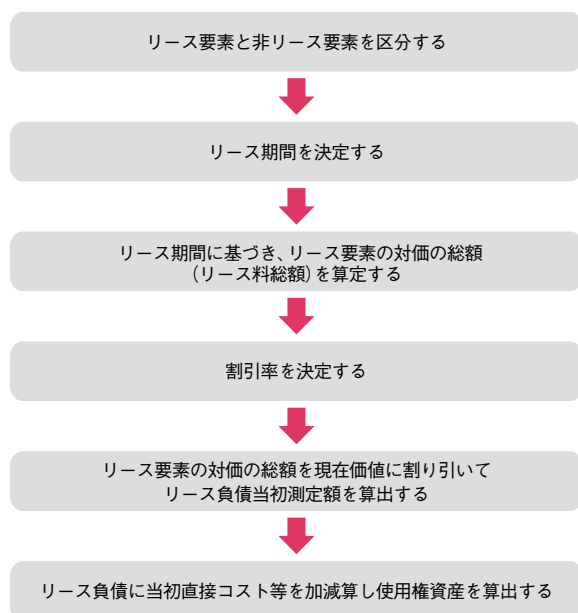 リース要素と非リース要素を区分する
リース期間を決定する
リース期間に基づき、リース要素の対価の総額
（リース料総額）を算定する
割引率を決定する
リース要素の対価の総額を現在価値に割り引いて
リース負債当初測定額を算出する
リース負債に当初直接コスト等を加減算し使用権資産を算出する